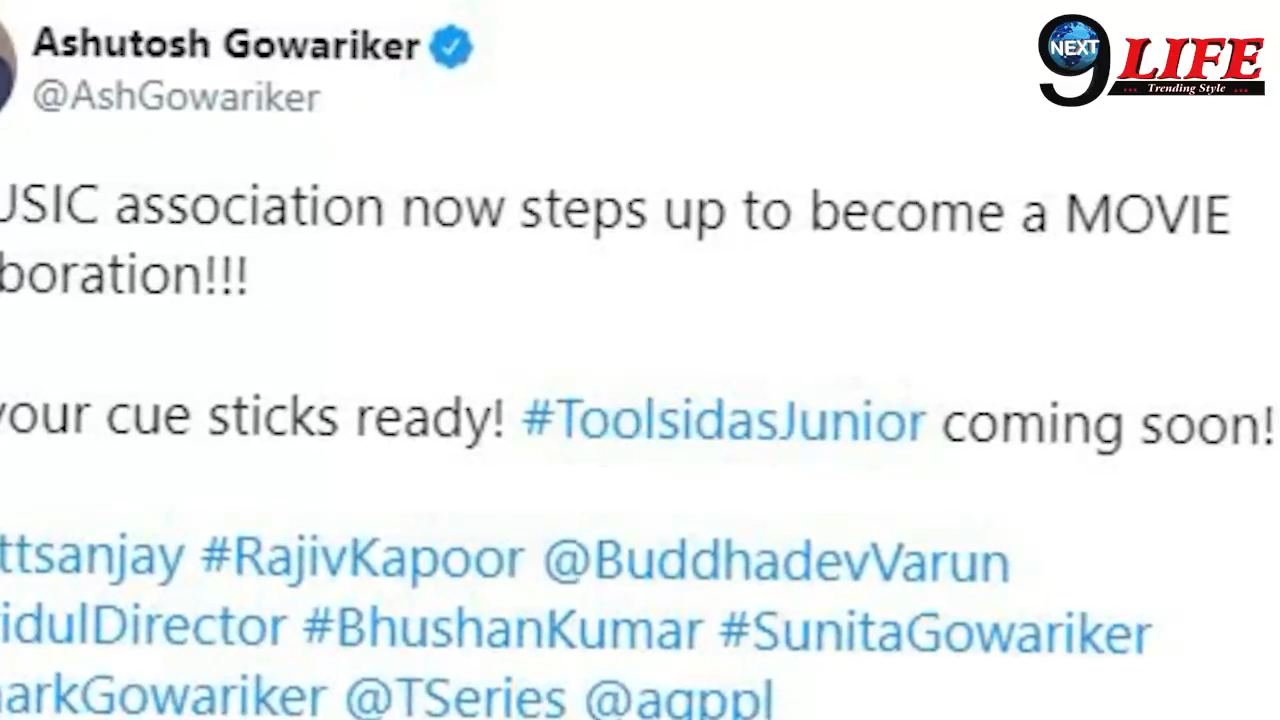 Ashutosh Gowariker
@AshGowariker
NEXT
9
LIFE
Trending Style
USIC association now steps up to become a MOVIE
boration!!!
your cue sticks ready! #ToolsidasJunior coming soon!
ttsanjay #RajivKapoor @BuddhadevVarun
idulDirector #BhushanKumar #SunitaGowariker
arkGowariker @TSeries @agppl